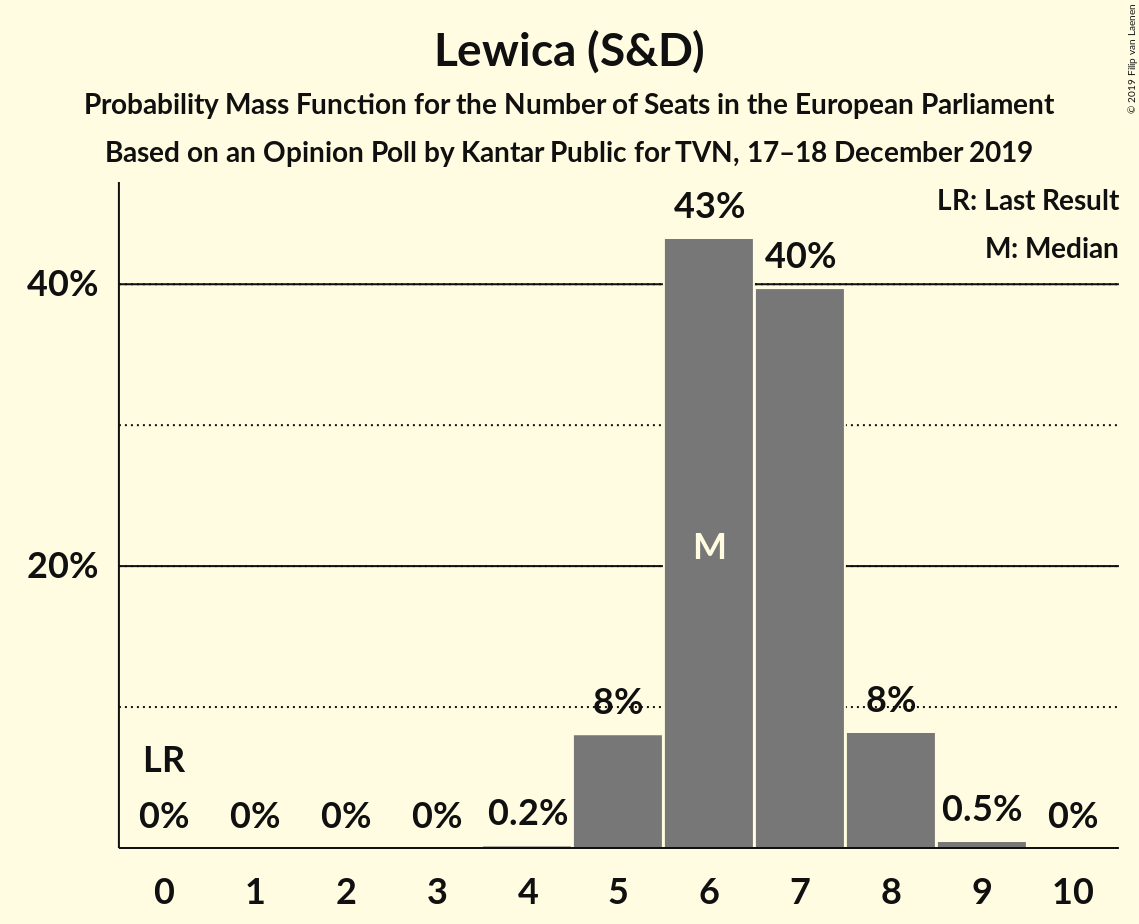 Lewica (S&D)
Probability Mass Function for the Number of Seats in the European Parliament
Based on an Opinion Poll by Kantar Public for TVN, 17–18 December 2019
© 2019 Filip van Laenen
LR: Last Result
M: Median
43%
40%
40%
20%
M
8%
8%
LR
0%
0%
0%
0%
0.2%
0.5%
0%
0 1 2 3 4 5 6 7 8 9 10